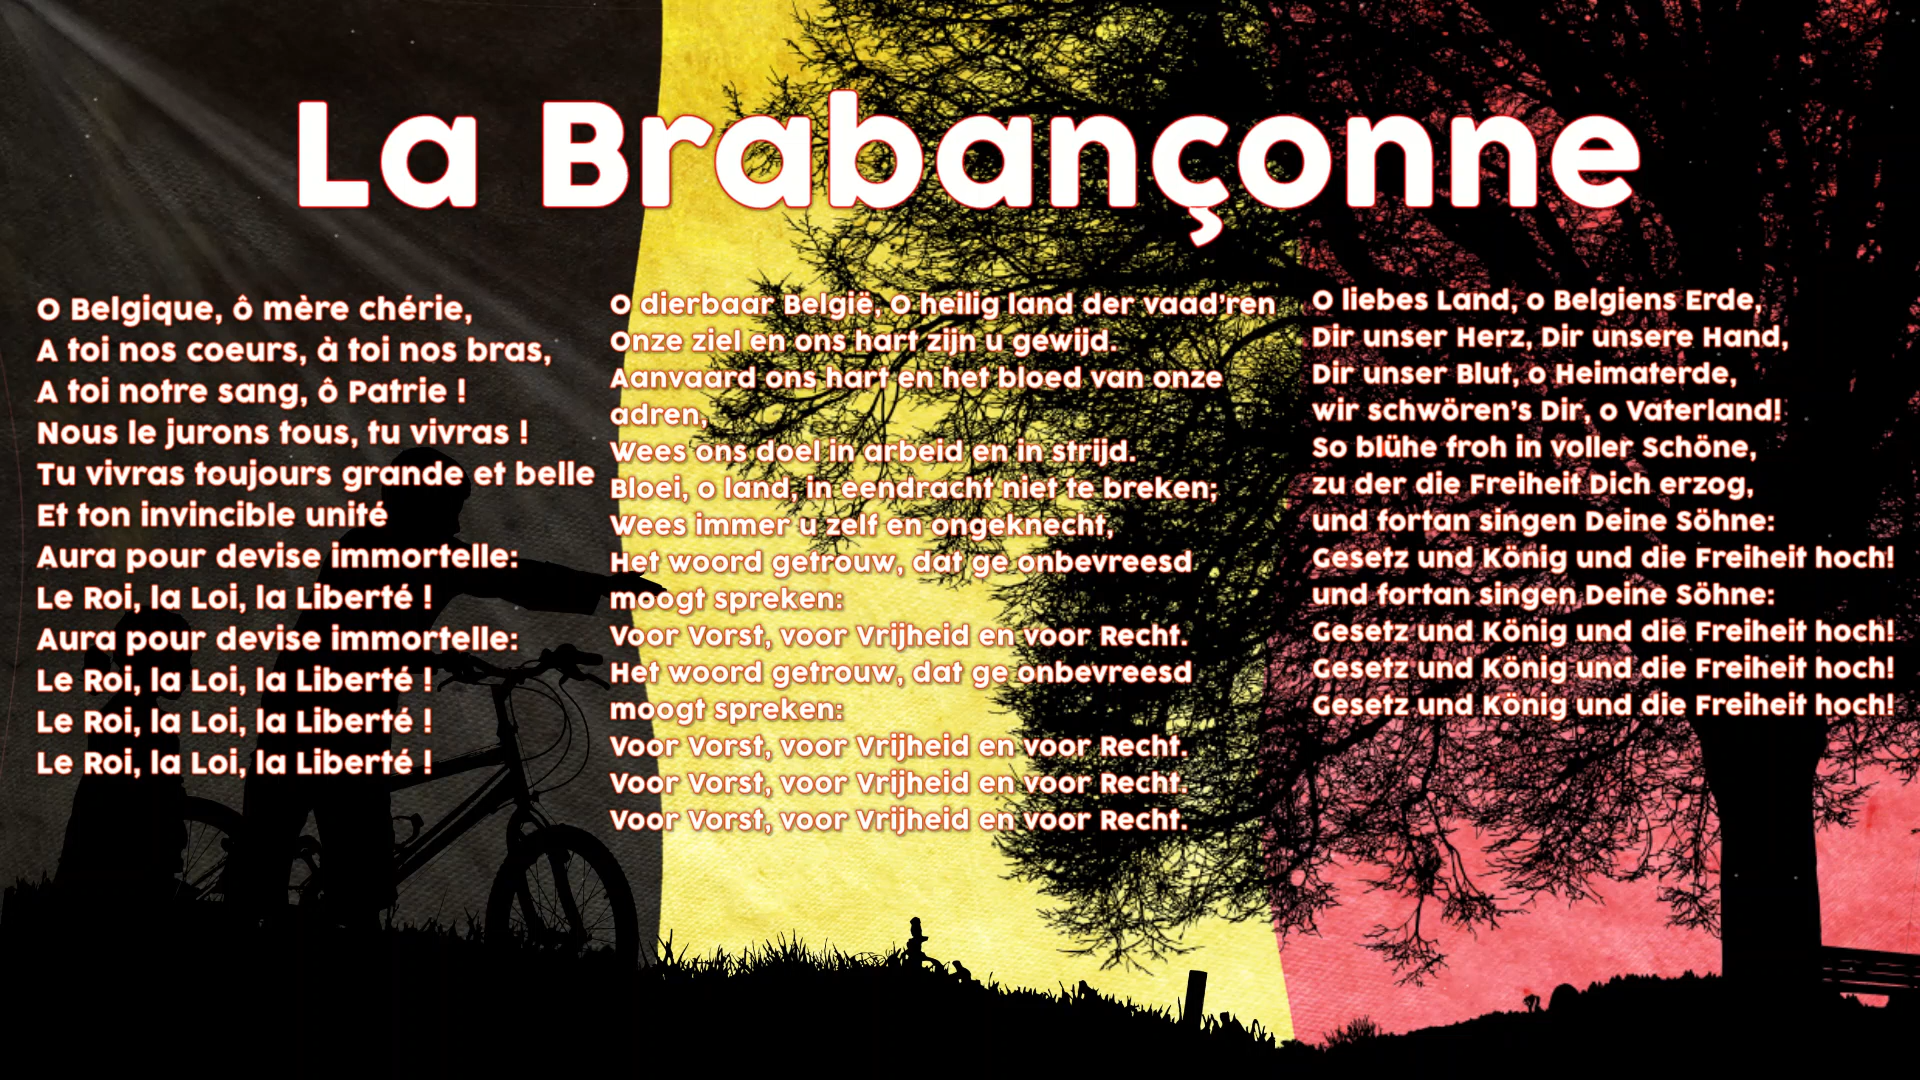 La Brabançonne
O Belgique, ô mère chérie,
A toi nos coeurs, à toi nos bras,
A toi notre sang, ô Patrie !
Nous le jurons tous, tu vivras !
Tu vivras toujours grande et belle
Et ton invincible unité
Aura pour devise immortelle:
Le Roi, la Loi, la Liberté !
Aura pour devise immortelle:
Le Roi, la Loi, la Liberté !
Le Roi, la Loi, la Liberté !
Le Roi, la Loi, la Liberté !
O dierbaar België, O heilig land der vaad'ren
Onze ziel en ons hart zijn u gewijd.
Aanvaard ons hart en het bloed van onze
adren,
Wees ons doel in arbeid en in strijd.
Bloei, o land, in eendracht niet te breken;
Wees immer u zelf en ongeknecht,
Het woord getrouw, dat ge onbevreesd
moogt spreken:
Voor Vorst, voor Vrijheid en voor Recht.
Het woord getrouw, dat ge onbevreesd
moogt spreken:
Voor Vorst, voor Vrijheid en voor Recht.
Voor Vorst, voor Vrijheid en voor Recht.
Voor Vorst, voor Vrijheid en voor Recht.
O liebes Land, o Belgiens Erde,
Dir unser Herz, Dir unsere Hand,
Dir unser Blut, o Heimaterde,
wir schwören's Dir, o Vaterland!
So blühe froh in voller Schöne,
zu der die Freiheit Dich erzog,
und fortan singen Deine Söhne:
Gesetz und König und die Freiheit hoch!
und fortan singen Deine Söhne:
Gesetz und König und die Freiheit hoch!
Gesetz und König und die Freiheit hoch!
Gesetz und König und die Freiheit hoch!